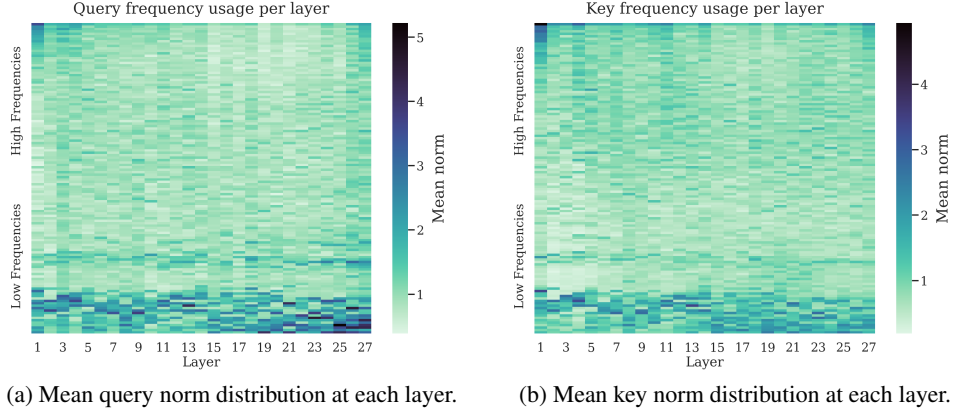 Query frequency usage per layer
High Frequencies
Low Frequencies
1 3 5 7 9 11 13 15 17 19 21 23 25 27
Layer
5
4
3
2
1
Mean norm
(a) Mean query norm distribution at each layer.
Key frequency usage per layer
High Frequencies
Low Frequencies
1 3 5 7 9 11 13 15 17 19 21 23 25 27
Layer
4
3
2
1
Mean norm
(b) Mean key norm distribution at each layer.